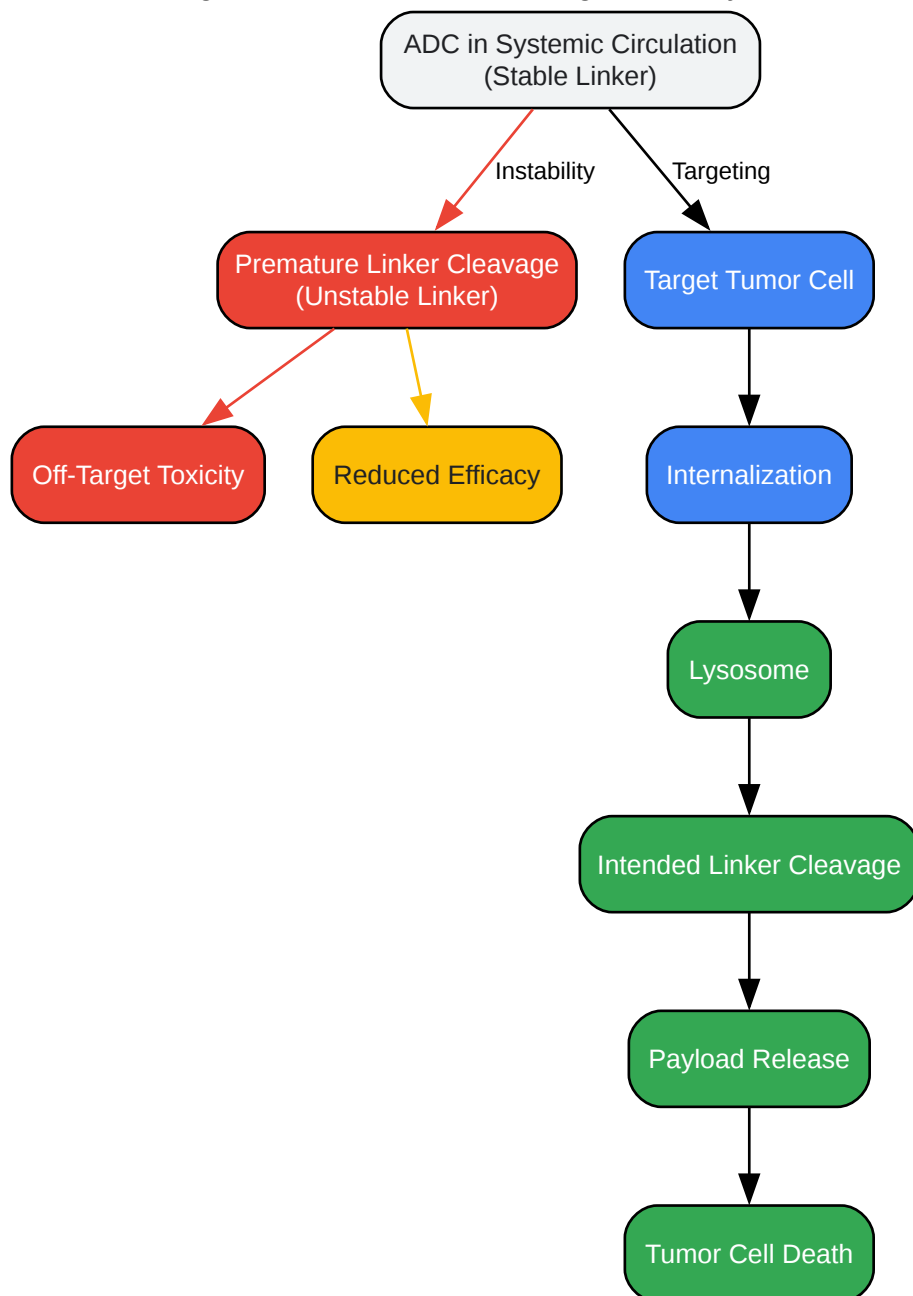 ADC in Systemic Circulation
(Stable Linker)
Instability
Targeting
Premature Linker Cleavage
(Unstable Linker)
Target Tumor Cell
Off-Target Toxicity
Reduced Efficacy
Internalization
Lysosome
Intended Linker Cleavage
Payload Release
Tumor Cell Death